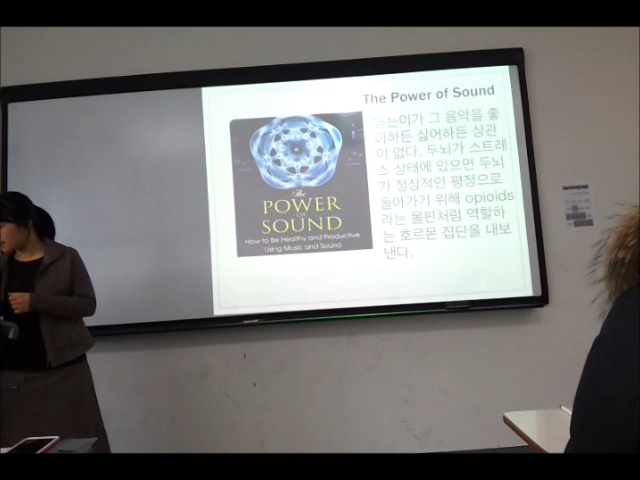 The Power of Sound
듣는이가 그 음악을 좋
아하든 싫어하든 상관
이 없다. 두뇌가 스트레
스 상태에 있으면 두뇌
가 정상적인 평정으로
돌아가기 위해 opioids
라는 몰핀처럼 역할하
는 호르몬 집단을 내보
낸다.
The
POWER
OF
SOUND
How to Be Healthy and Productive
Using Music and Sound